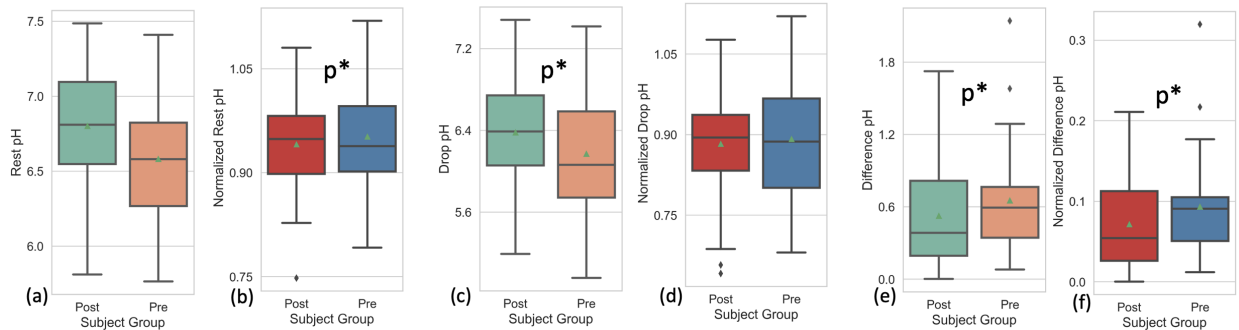 Rest pH
7.5
7.0
6.5
6.0
(a)
Post Pre
Subject Group
Normalized Rest pH
1.05
0.90
0.75
p*
(b)
Post Pre
Subject Group
Drop pH
7.2
6.4
5.6
p*
(c)
Post Pre
Subject Group
Normalized Drop pH
1.05
0.90
0.75
(d)
Post Pre
Subject Group
Difference pH
1.8
1.2
0.6
0.0
p*
(e)
Post Pre
Subject Group
Normalized Difference pH
0.3
0.2
0.1
0.0
p*
(f)
Post Pre
Subject Group